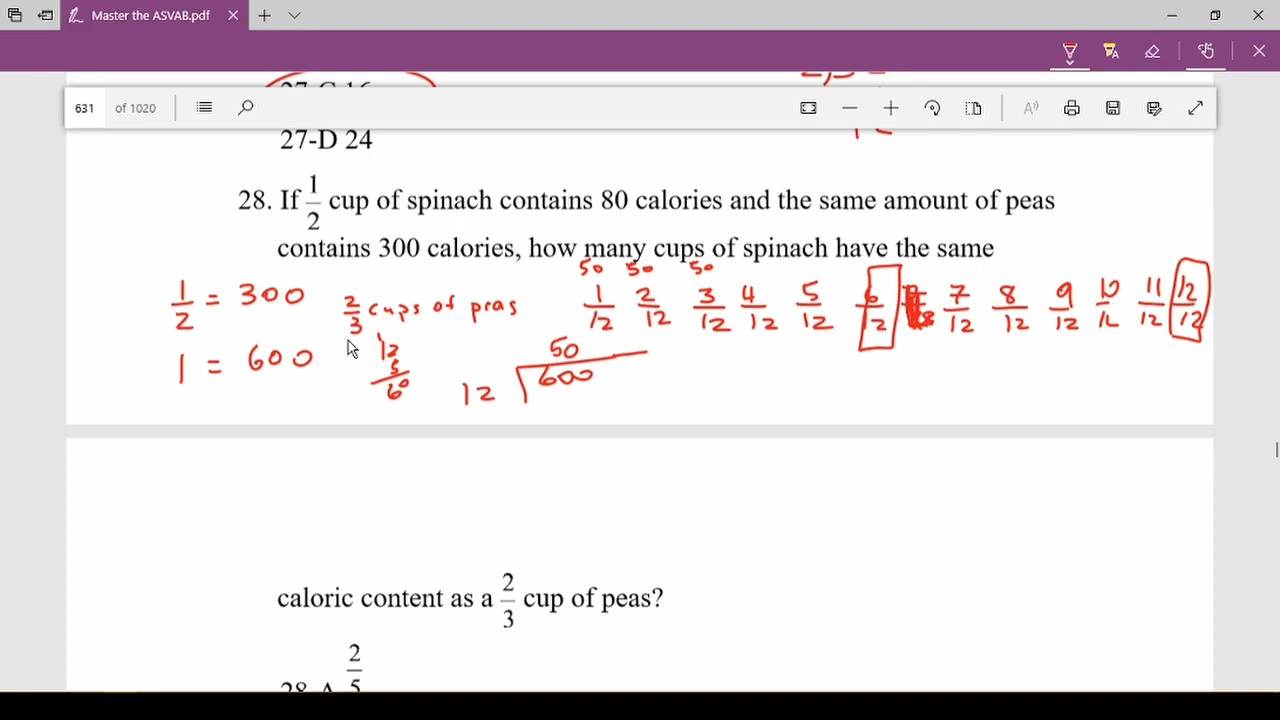 Master the ASVAB.pdf
631 of 1020
27-D 24
28. If 1/2 cup of spinach contains 80 calories and the same amount of peas
contains 300 calories, how many cups of spinach have the same
50 50 50
1/2 = 300 2/3 cups of peas 1/12 2/12 3/12 4/12 5/12 6/12 7/12 8/12 9/12 10/12 11/12 12/12
1 = 600
12
5
60
50
12 600
caloric content as a 2/3 cup of peas?
28-A 2/5